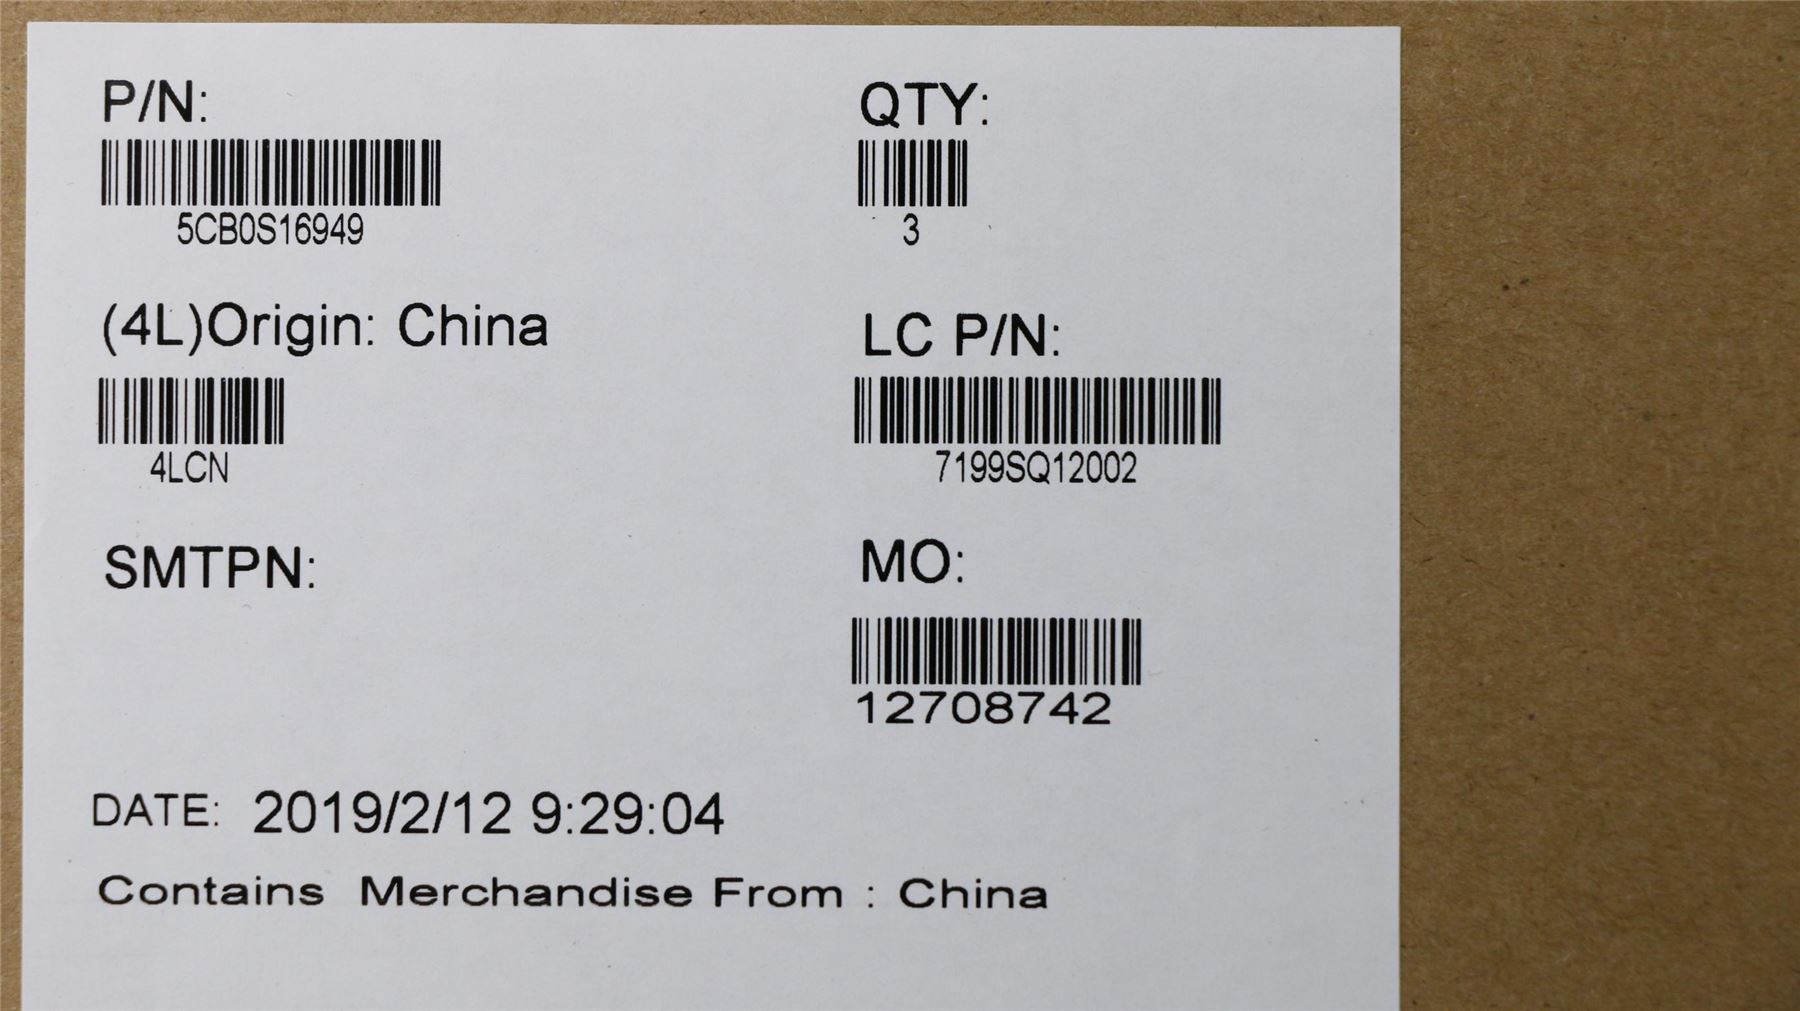 P/N:
5CB0S16949
QTY:
3
(4L)Origin: China
4LCN
LC P/N:
7199SQ12002
SMTPN:
MO:
12708742
DATE: 2019/2/12 9:29:04
Contains Merchandise From : China